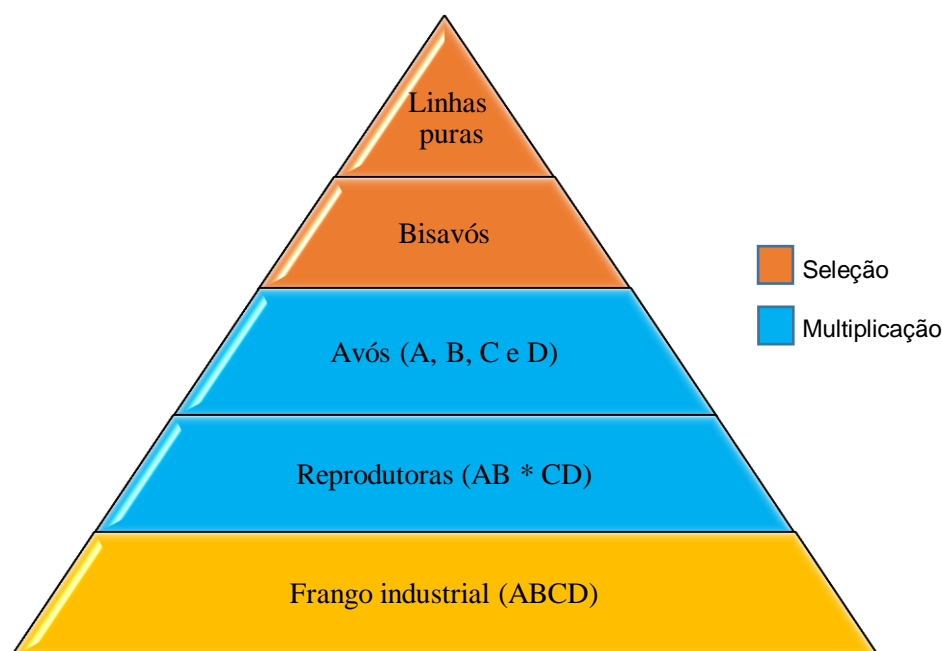 Linhas
puras
Bisavós
Seleção
Multiplicação
Avós (A, B, C e D)
Reprodutoras (AB * CD)
Frango industrial (ABCD)